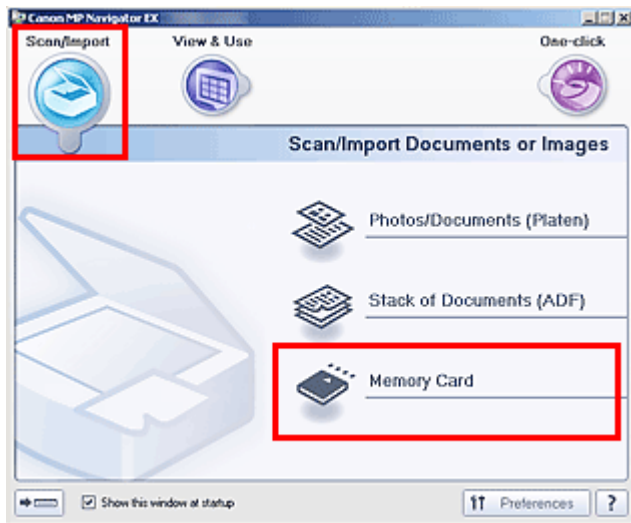 Canon MP Navigator EX
Scan/Import View & Use One-click
Scan/Import Documents or Images
Photos/Documents (Platen)
Stack of Documents (ADF)
Memory Card
Show this window at startup Preferences ?